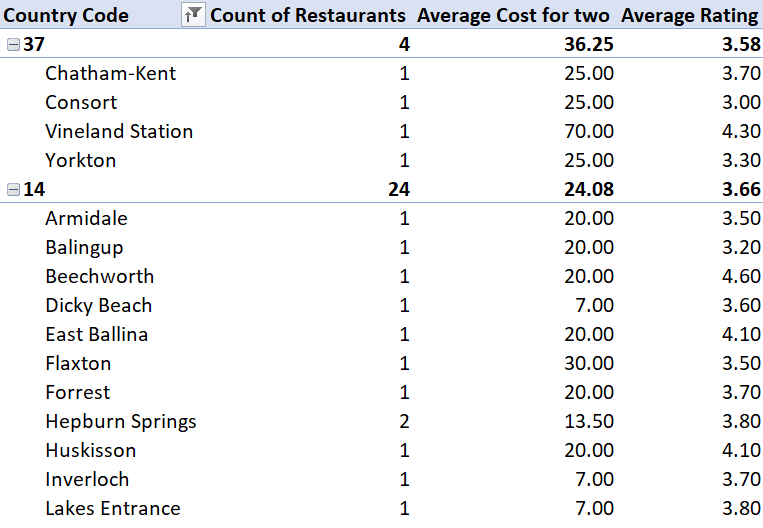 Country Code Count of Restaurants Average Cost for two Average Rating
37 4 36.25 3.58
Chatham-Kent 1 25.00 3.70
Consort 1 25.00 3.00
Vineland Station 1 70.00 4.30
Yorkton 1 25.00 3.30
14 24 24.08 3.66
Armidale 1 20.00 3.50
Balingup 1 20.00 3.20
Beechworth 1 20.00 4.60
Dicky Beach 1 7.00 3.60
East Ballina 1 20.00 4.10
Flaxton 1 30.00 3.50
Forrest 1 20.00 3.70
Hepburn Springs 2 13.50 3.80
Huskisson 1 20.00 4.10
Inverloch 1 7.00 3.70
Lakes Entrance 1 7.00 3.80